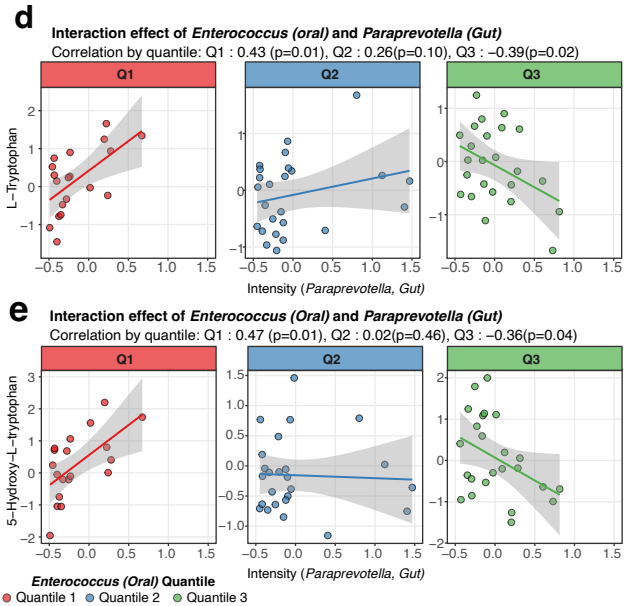 d
Interaction effect of Enterococcus (oral) and Paraprevotella (Gut)
Correlation by quantile: Q1 : 0.43 (p=0.01), Q2 : 0.26(p=0.10), Q3 : −0.39(p=0.02)
Q1 Q2 Q3
L−Tryptophan
2
1
0
−1
1
0
−1
1
0
−1
−0.5 0.0 0.5 1.0 1.5 −0.5 0.0 0.5 1.0 1.5 −0.5 0.0 0.5 1.0 1.5
Intensity (Paraprevotella, Gut)
e
Interaction effect of Enterococcus (Oral) and Paraprevotella (Gut)
Correlation by quantile: Q1 : 0.47 (p=0.01), Q2 : 0.02(p=0.46), Q3 : −0.36(p=0.04)
Q1 Q2 Q3
5−Hydroxy−L−tryptophan
3
2
1
0
−1
−2
1.5
1.0
0.5
0.0
−0.5
−1.0
2
1
0
−1
−2
−0.5 0.0 0.5 1.0 1.5 −0.5 0.0 0.5 1.0 1.5 −0.5 0.0 0.5 1.0 1.5
Intensity (Paraprevotella, Gut)
Enterococcus (Oral) Quantile
Quantile 1 Quantile 2 Quantile 3